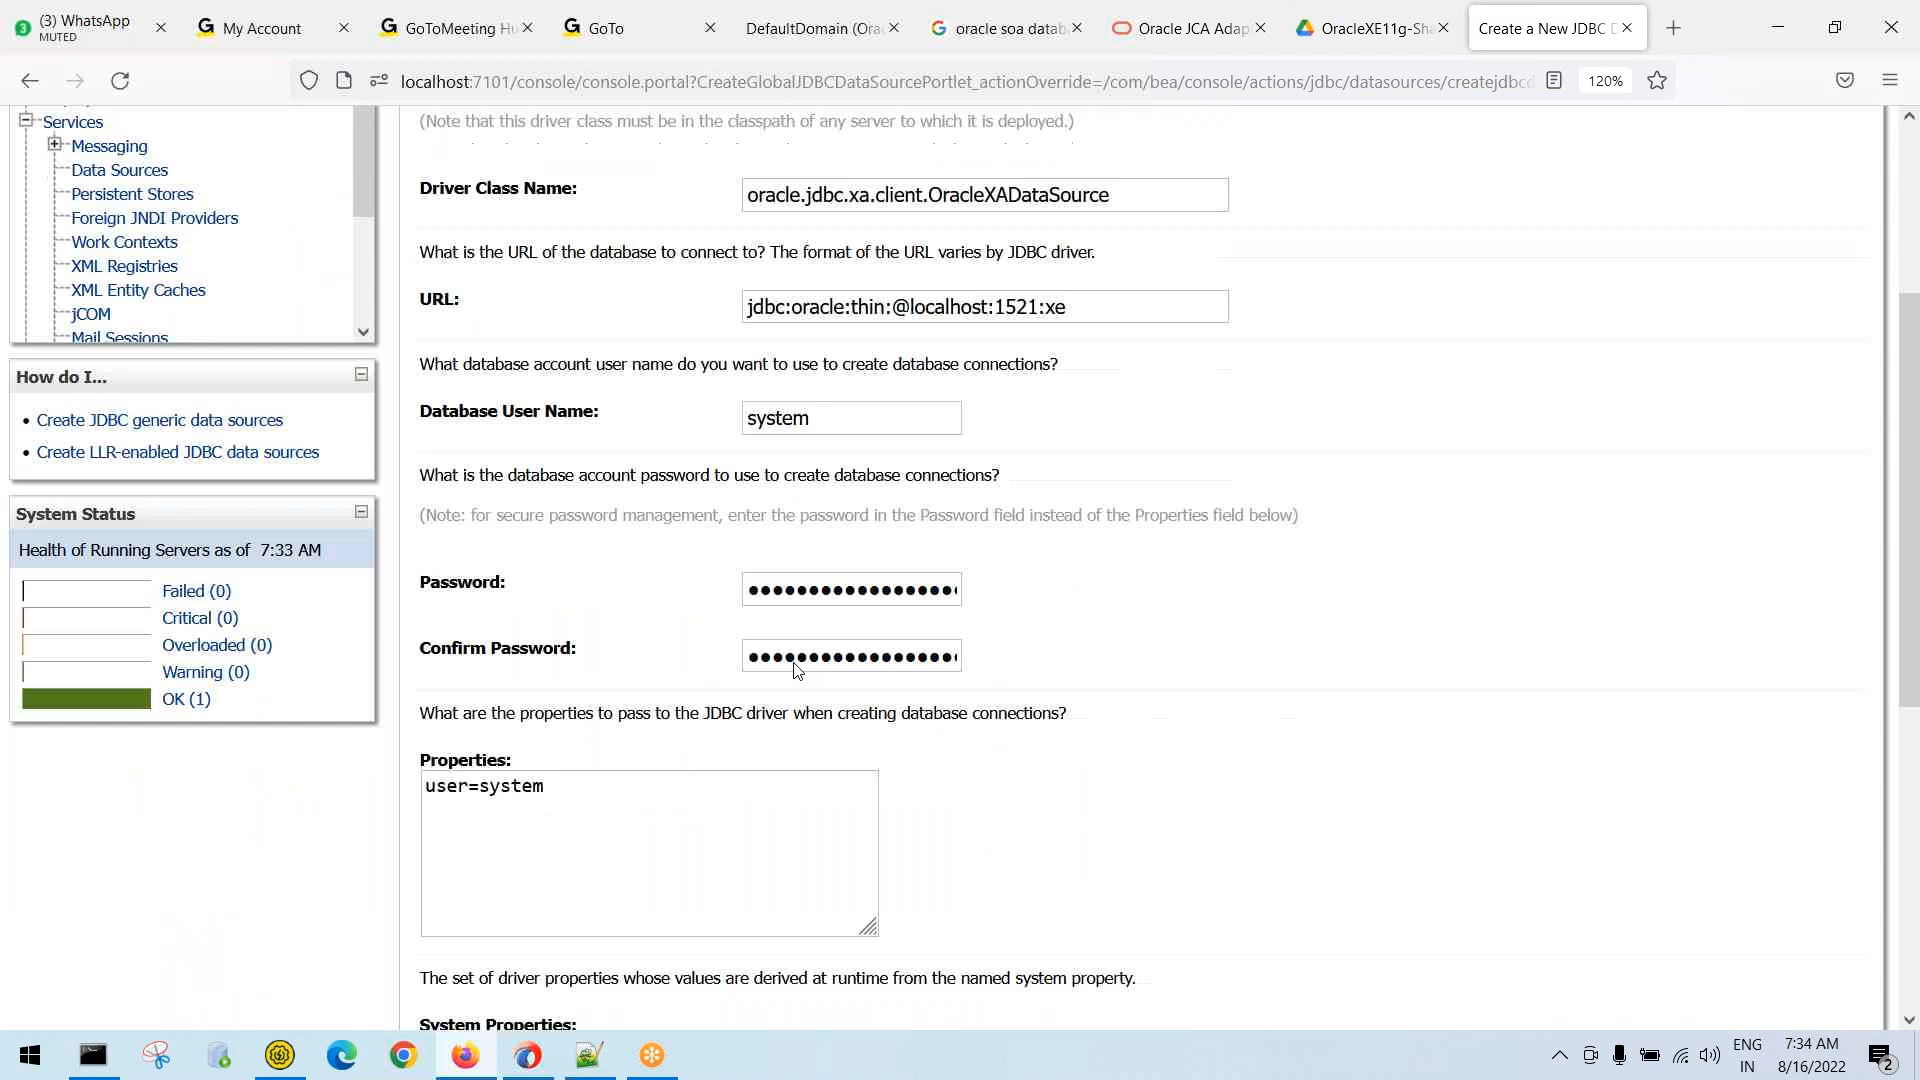 (3) WhatsApp
MUTED
My Account
GoToMeeting Hu
GoTo
DefaultDomain (Ora
oracle soa datab
Oracle JCA Adap
OracleXE11g-Sha
Create a New JDBC D
localhost:7101/console/console.portal?CreateGlobalJDBCDataSourcePortlet_actionOverride=/com/bea/console/actions/jdbc/datasources/createjdbcd
120%
Services
Messaging
Data Sources
Persistent Stores
Foreign JNDI Providers
Work Contexts
XML Registries
XML Entity Caches
jCOM
Mail Sessions
How do I...
Create JDBC generic data sources
Create LLR-enabled JDBC data sources
System Status
Health of Running Servers as of 7:33 AM
Failed (0)
Critical (0)
Overloaded (0)
Warning (0)
OK (1)
(Note that this driver class must be in the classpath of any server to which it is deployed.)
Driver Class Name:
oracle.jdbc.xa.client.OracleXADataSource
What is the URL of the database to connect to? The format of the URL varies by JDBC driver.
URL:
jdbc:oracle:thin:@localhost:1521:xe
What database account user name do you want to use to create database connections?
Database User Name:
system
What is the database account password to use to create database connections?
(Note: for secure password management, enter the password in the Password field instead of the Properties field below)
Password:
Confirm Password:
What are the properties to pass to the JDBC driver when creating database connections?
Properties:
user=system
The set of driver properties whose values are derived at runtime from the named system property.
System Properties:
ENG
IN
7:34 AM
8/16/2022
2